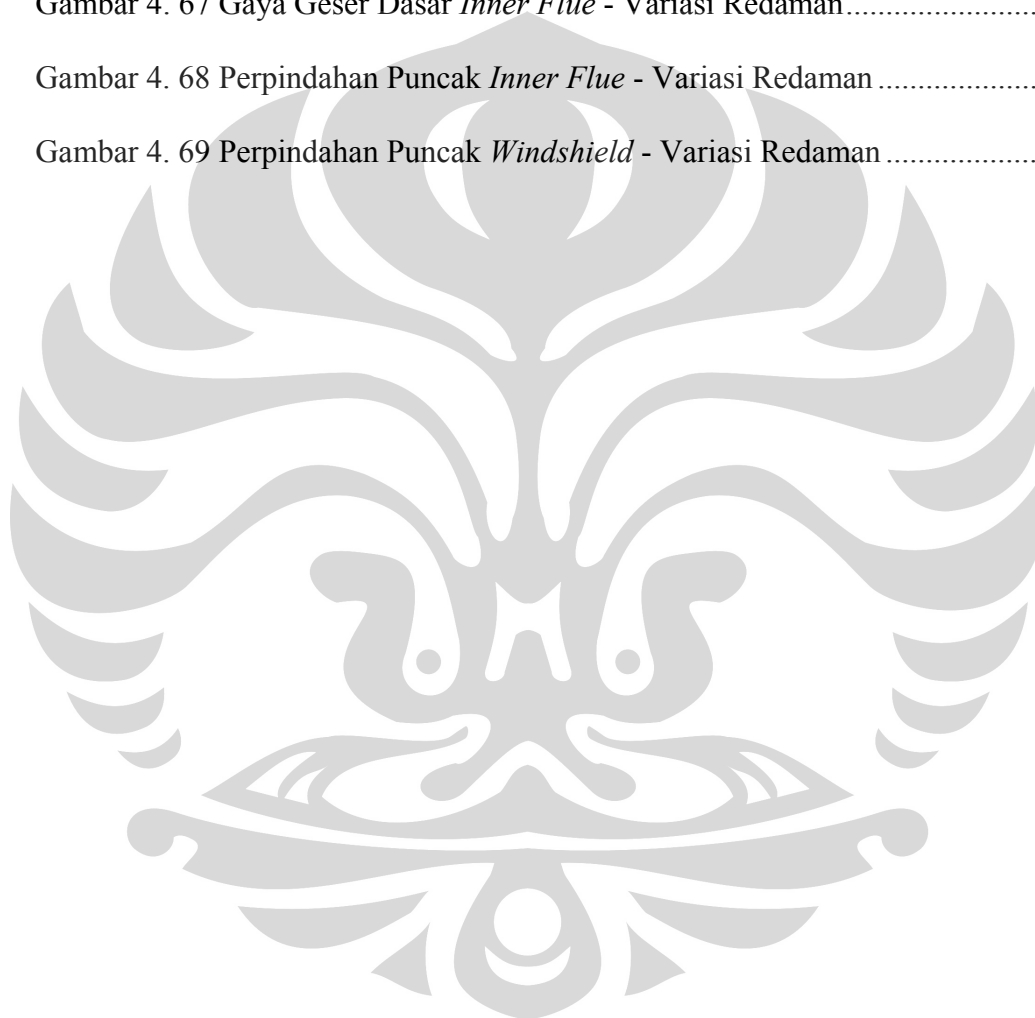 Gambar 4. 67 Gaya Geser Dasar Inner Flue - Variasi Redaman.......................
Gambar 4. 68 Perpindahan Puncak Inner Flue - Variasi Redaman ...................
Gambar 4. 69 Perpindahan Puncak Windshield - Variasi Redaman ..................